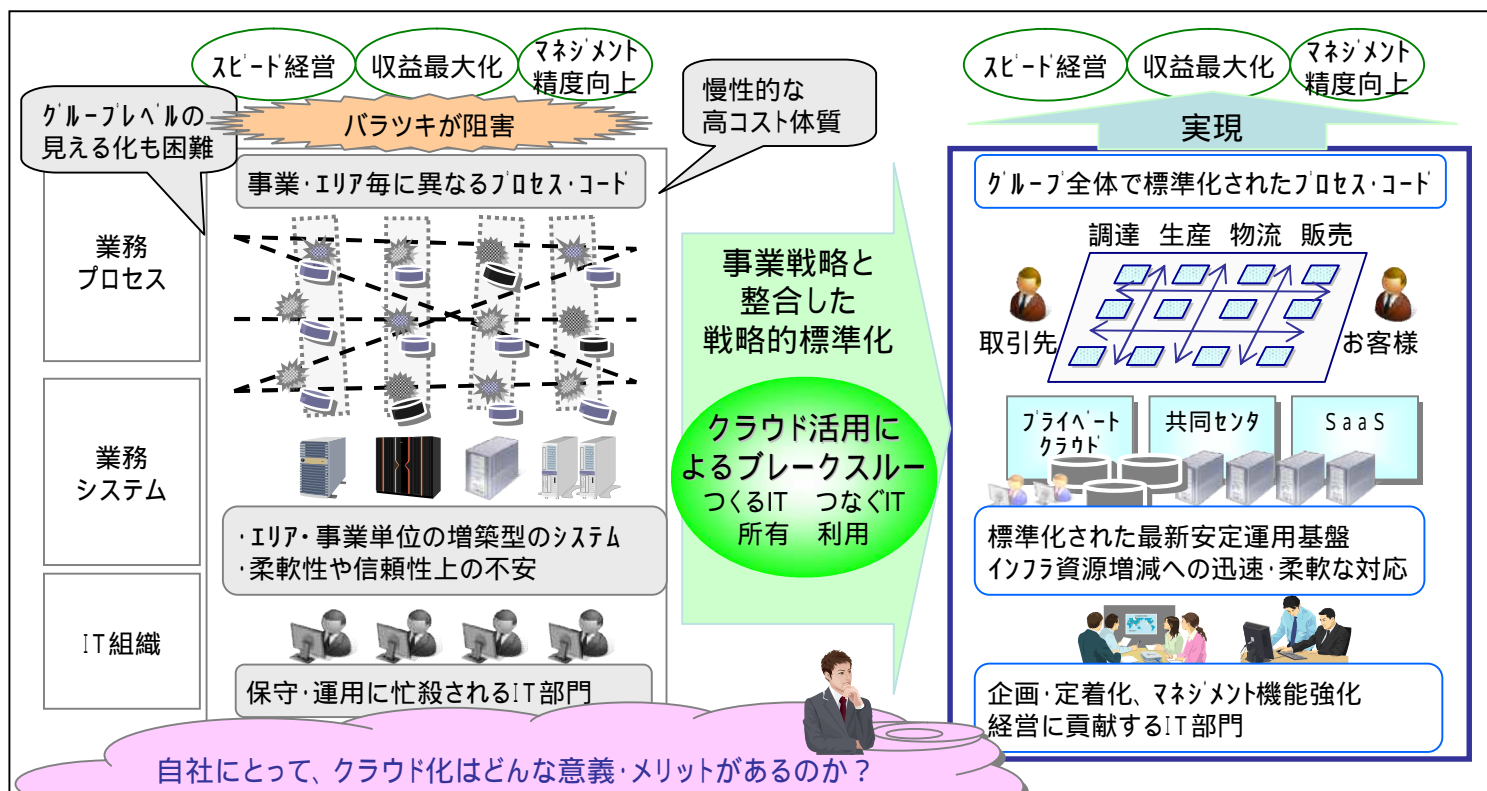 スピード経営
収益最大化
マネジメント
精度向上
グループレベルの
見える化も困難
バラツキが阻害
慢性的な
高コスト体質
業務
プロセス
業務
システム
IT組織
事業・エリア毎に異なるプロセス・コード
・エリア・事業単位の増築型のシステム
・柔軟性や信頼性上の不安
保守・運用に忙殺されるIT部門
事業戦略と
整合した
戦略的標準化
クラウド活用に
よるブレークスルー
つくるIT つなぐIT
所有 利用
スピード経営
収益最大化
マネジメント
精度向上
実現
グループ全体で標準化されたプロセス・コード
調達 生産 物流 販売
取引先
お客様
プライベート
クラウド
共同センタ
SaaS
標準化された最新安定運用基盤
インフラ資源増減への迅速・柔軟な対応
企画・定着化、マネジメント機能強化
経営に貢献するIT部門
自社にとって、クラウド化はどんな意義・メリットがあるのか？